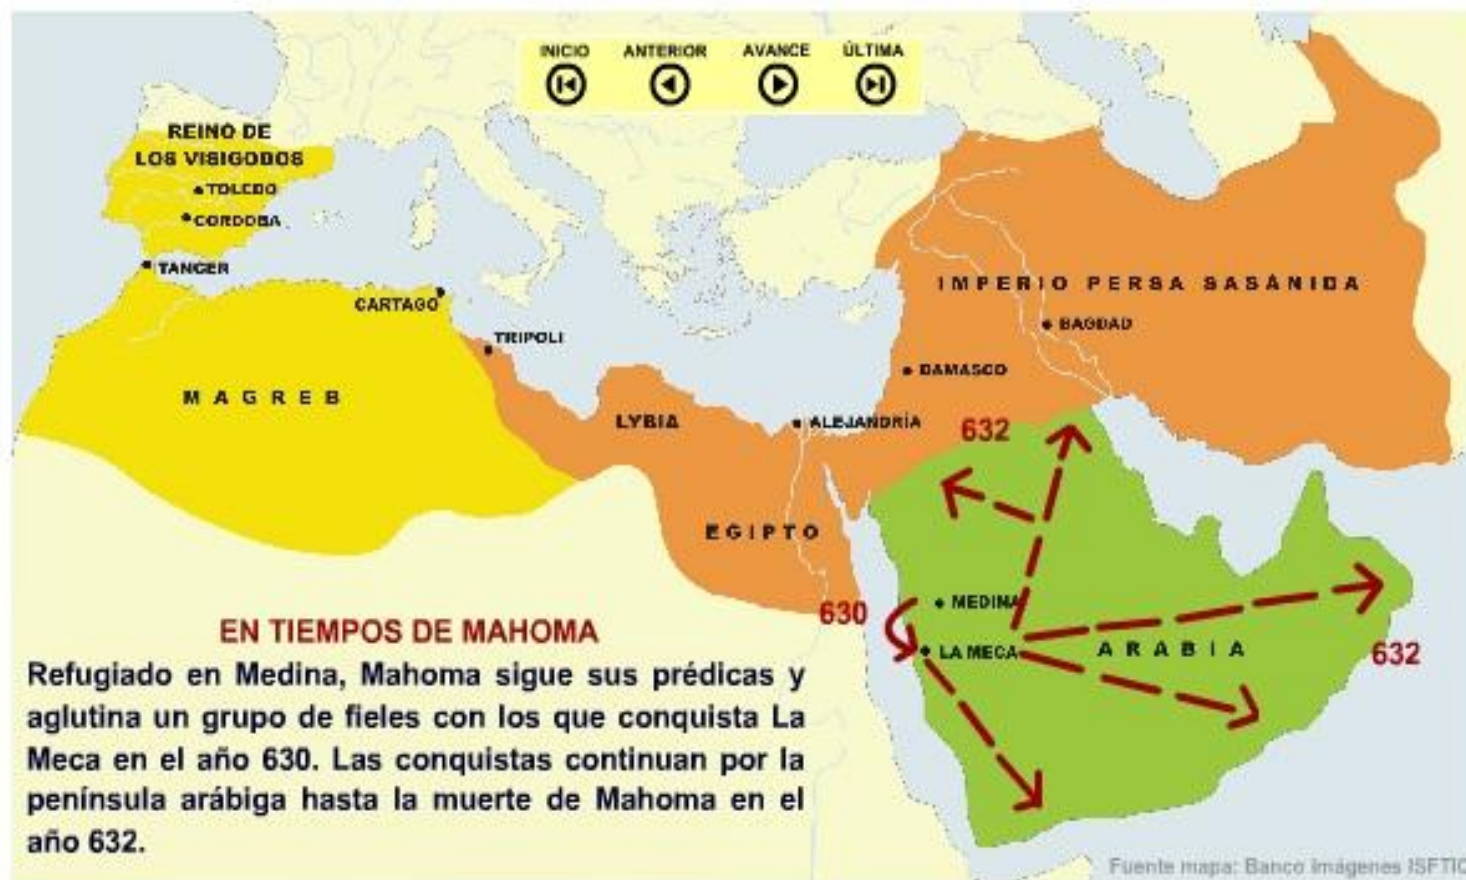 INICIO ANTERIOR AVANCE ÚLTIMA
REINO DE
LOS VISIGODOS
TOLEDO
CORDOBA
TANGER
CARTAGO
TRIPOLI
MAGREB
LYBIA
ALEJANDRÍA
EGIPTO
IMPERIO PERSA SASÁNIDA
BAGDAD
DAMASCO
632
630
MEDINA
LA MECA
ARABIA
632
EN TIEMPOS DE MAHOMA
Refugiado en Medina, Mahoma sigue sus prédicas y
aglutina un grupo de fieles con los que conquista La
Meca en el año 630. Las conquistas continuan por la
península arábiga hasta la muerte de Mahoma en el
año 632.
Fuente mapa: Banco Imágenes ISFTIC